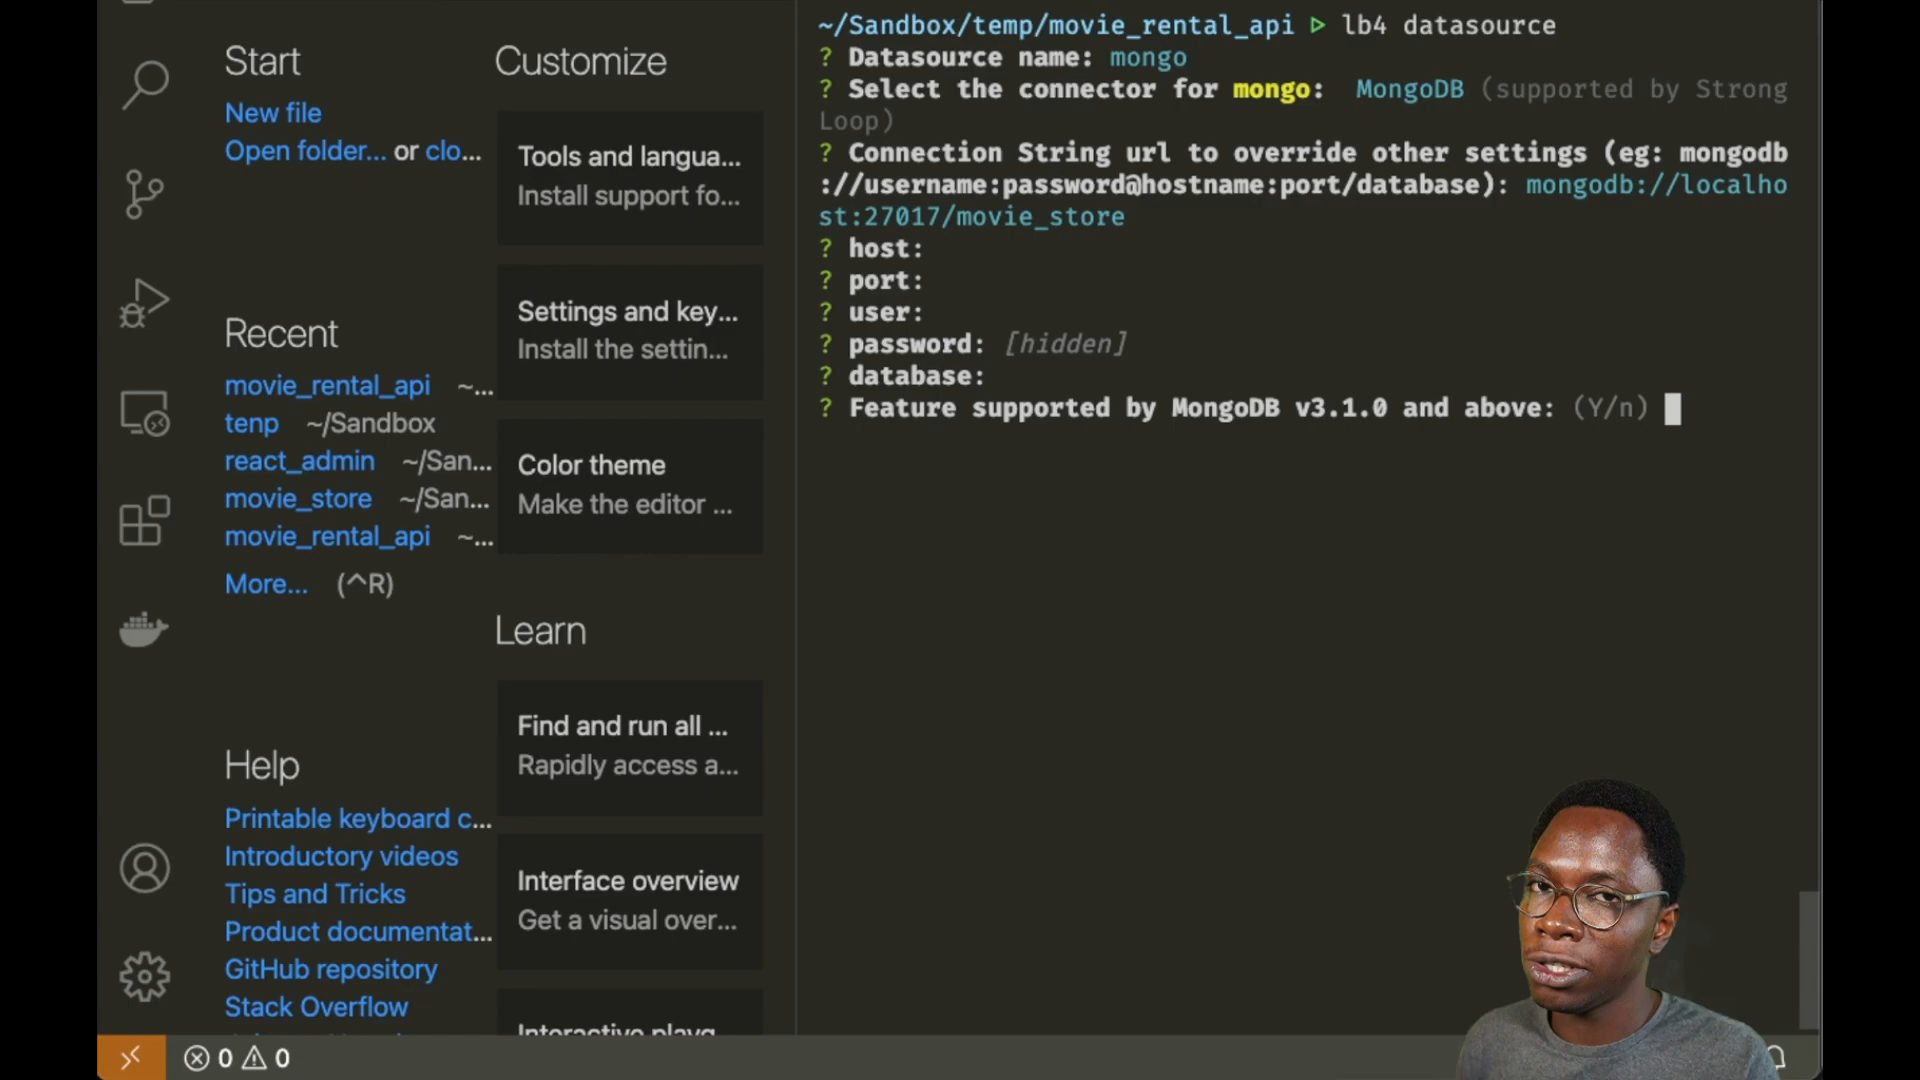 Start
New file
Open folder... or clo...
Recent
movie_rental_api ~...
tenp ~/Sandbox
react_admin ~/San...
movie_store ~/San...
movie_rental_api ~...
More... (^R)
Help
Printable keyboard c...
Introductory videos
Tips and Tricks
Product documentat...
GitHub repository
Stack Overflow
Customize
Tools and langua...
Install support fo...
Settings and key...
Install the settin...
Color theme
Make the editor ...
Learn
Find and run all ...
Rapidly access a...
Interface overview
Get a visual over...
~/Sandbox/temp/movie_rental_api ▷ lb4 datasource
? Datasource name: mongo
? Select the connector for mongo: MongoDB (supported by Strong
Loop)
? Connection String url to override other settings (eg: mongodb
://username:password@hostname:port/database): mongodb://localho
st:27017/movie_store
? host:
? port:
? user:
? password: [hidden]
? database:
? Feature supported by MongoDB v3.1.0 and above: (Y/n)
0 0